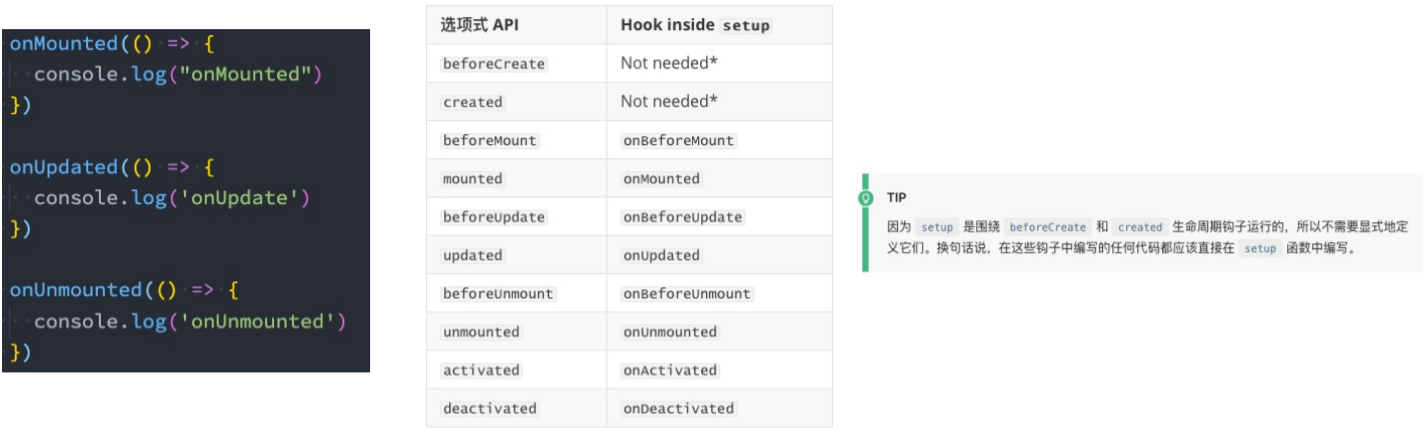 onMounted(() => {
  console.log("onMounted")
})
onUpdated(() => {
  console.log('onUpdate')
})
onUnmounted(() => {
  console.log('onUnmounted')
})
选项式 API Hook inside setup
beforeCreate Not needed*
created Not needed*
beforeMount onBeforeMount
mounted onMounted
beforeUpdate onBeforeUpdate
updated onUpdated
beforeUnmount onBeforeUnmount
unmounted onUnmounted
activated onActivated
deactivated onDeactivated
TIP
因为 setup 是围绕 beforeCreate 和 created 生命周期钩子运行的，所以不需要显式地定
义它们。换句话说，在这些钩子中编写的任何代码都应该直接在 setup 函数中编写。